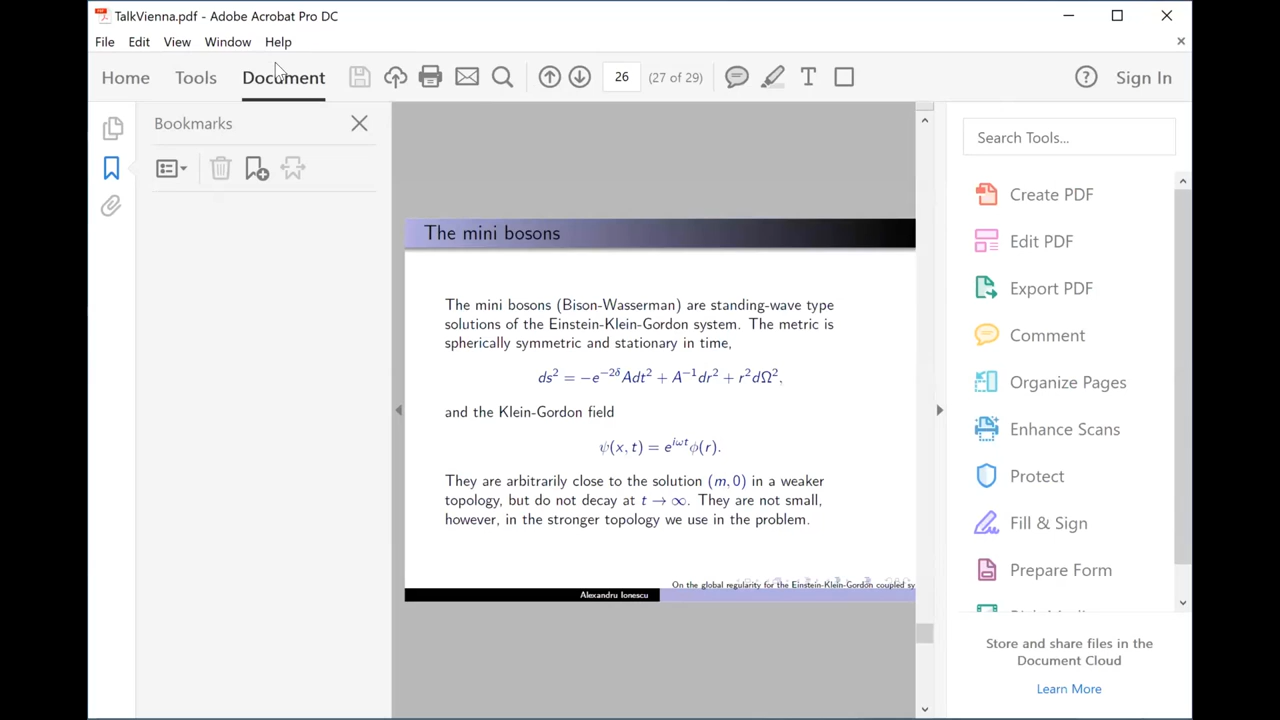 TalkVienna.pdf - Adobe Acrobat Pro DC
File Edit View Window Help
Home Tools Document 26 (27 of 29) Sign In
Bookmarks
Search Tools...
Create PDF
Edit PDF
Export PDF
Comment
Organize Pages
Enhance Scans
Protect
Fill & Sign
Prepare Form
Store and share files in the
Document Cloud
Learn More
The mini bosons
The mini bosons (Bison-Wasserman) are standing-wave type
solutions of the Einstein-Klein-Gordon system. The metric is
spherically symmetric and stationary in time,
ds² = −e⁻²ᵟAdt² + A⁻¹dr² + r²dΩ²,
and the Klein-Gordon field
ψ(x, t) = e^{iωt}ϕ(r).
They are arbitrarily close to the solution (m, 0) in a weaker
topology, but do not decay at t → ∞. They are not small,
however, in the stronger topology we use in the problem.
On the global regularity for the Einstein-Klein-Gordon coupled sy
Alexandru Ionescu